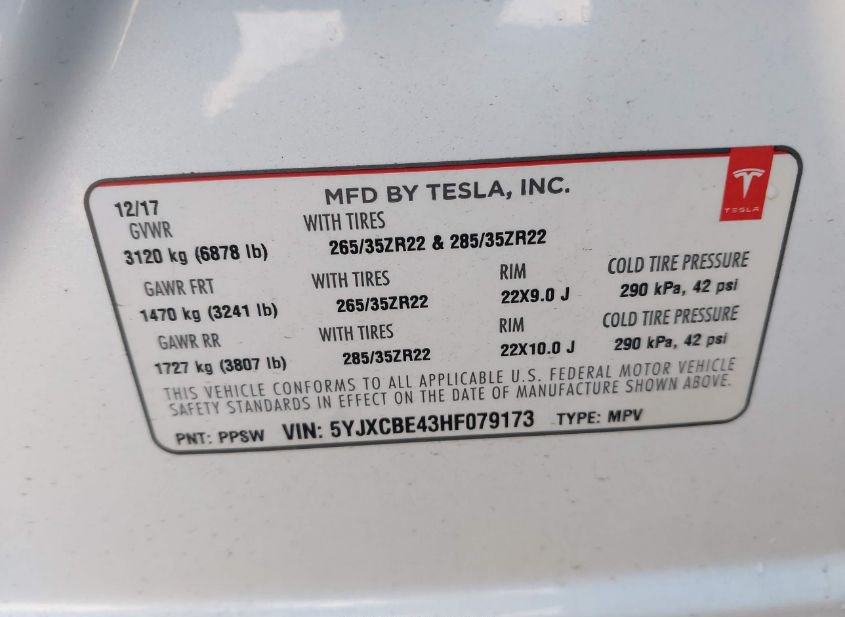 MFD BY TESLA, INC.
TESLA
12/17
GVWR WITH TIRES
3120 kg (6878 lb) 265/35ZR22 & 285/35ZR22
GAWR FRT WITH TIRES RIM COLD TIRE PRESSURE
1470 kg (3241 lb) 265/35ZR22 22X9.0 J 290 kPa, 42 psi
GAWR RR WITH TIRES RIM COLD TIRE PRESSURE
1727 kg (3807 lb) 285/35ZR22 22X10.0 J 290 kPa, 42 psi
THIS VEHICLE CONFORMS TO ALL APPLICABLE U.S. FEDERAL MOTOR VEHICLE
SAFETY STANDARDS IN EFFECT ON THE DATE OF MANUFACTURE SHOWN ABOVE.
PNT: PPSW VIN: 5YJXCBE43HF079173 TYPE: MPV